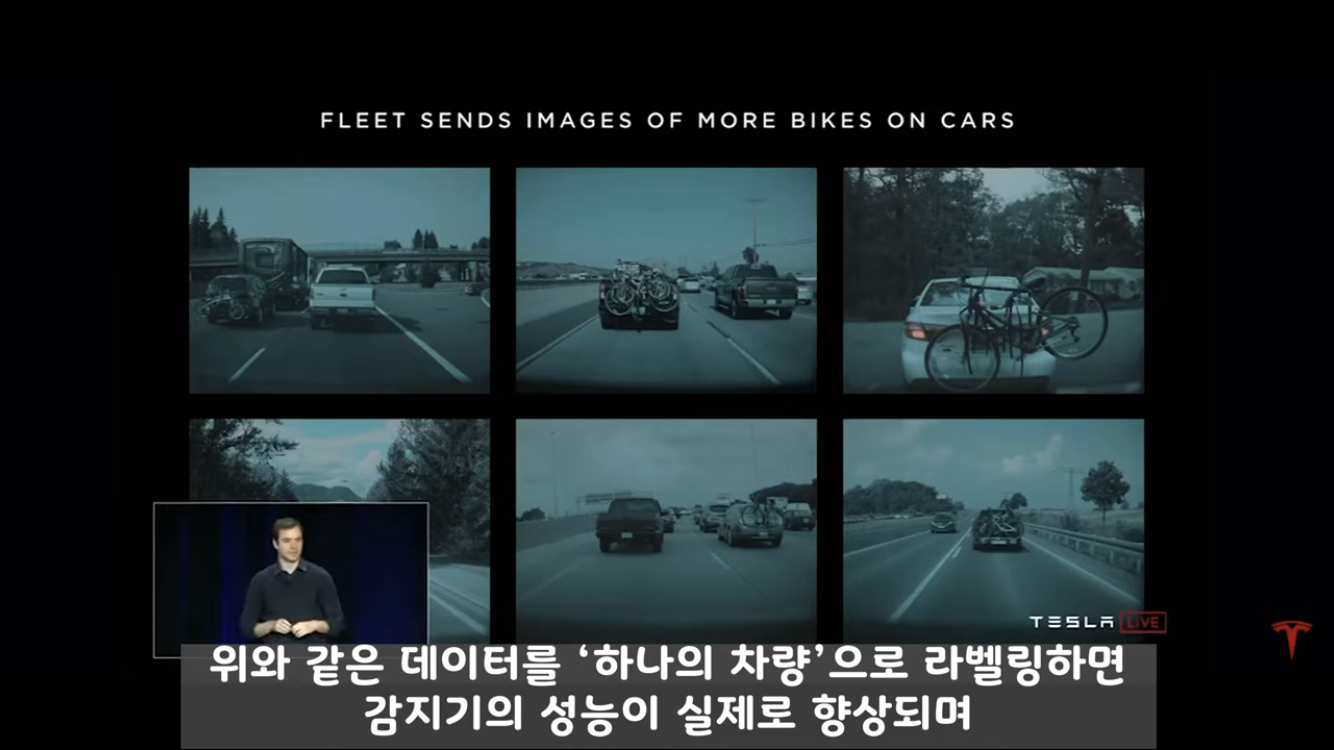 FLEET SENDS IMAGES OF MORE BIKES ON CARS
TESLA LIVE
위와 같은 데이터를 ‘하나의 차량’으로 라벨링하면
감지기의 성능이 실제로 향상되며